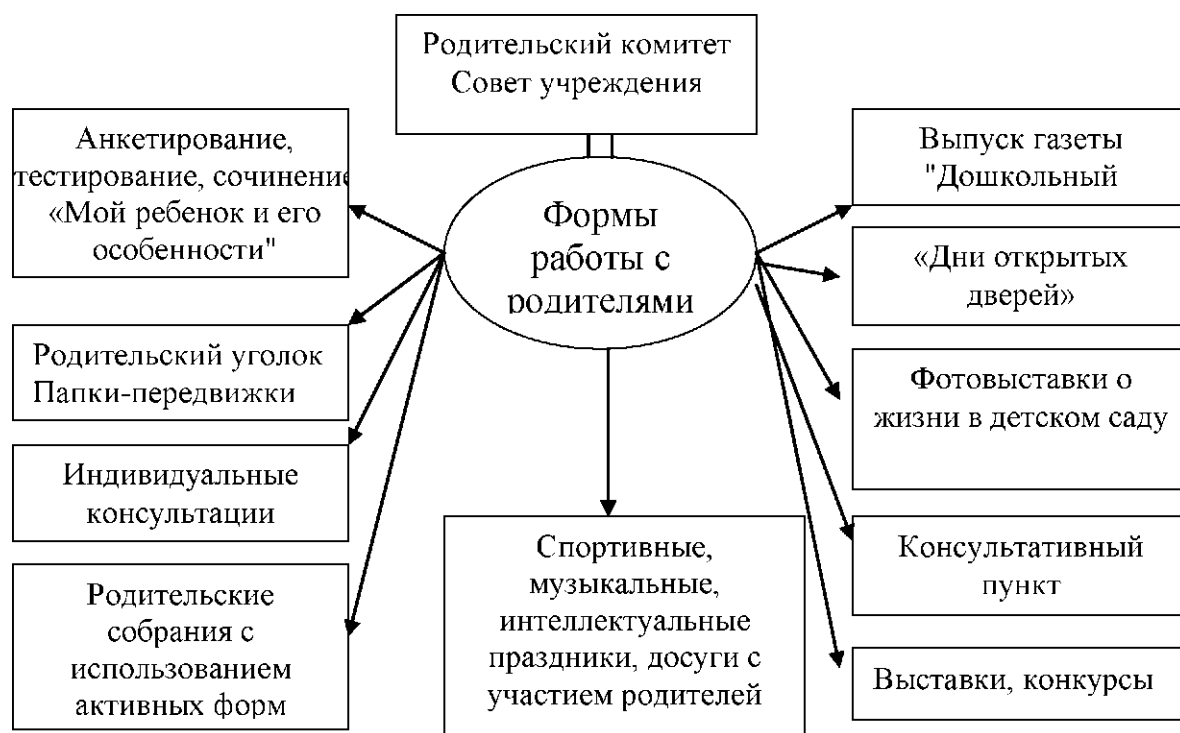 Родительский комитет
Совет учреждения
Анкетирование,
тестирование, сочинение
«Мой ребенок и его
особенности"
Родительский уголок
Папки-передвижки
Индивидуальные
консультации
Родительские
собрания с
использованием
активных форм
Формы
работы с
родителями
Спортивные,
музыкальные,
интеллектуальные
праздники, досуги с
участием родителей
Выпуск газеты
"Дошкольный
«Дни открытых
дверей»
Фотовыставки о
жизни в детском саду
Консультативный
пункт
Выставки, конкурсы